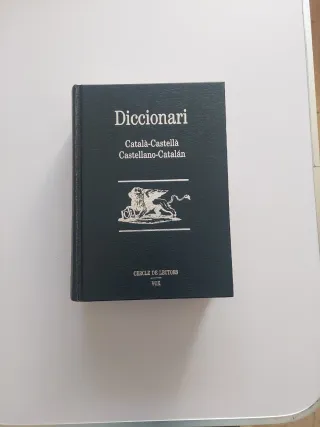 Diccionari
Català-Castellà
Castellano-Catalán
CERCLE DE LECTORS
VOX